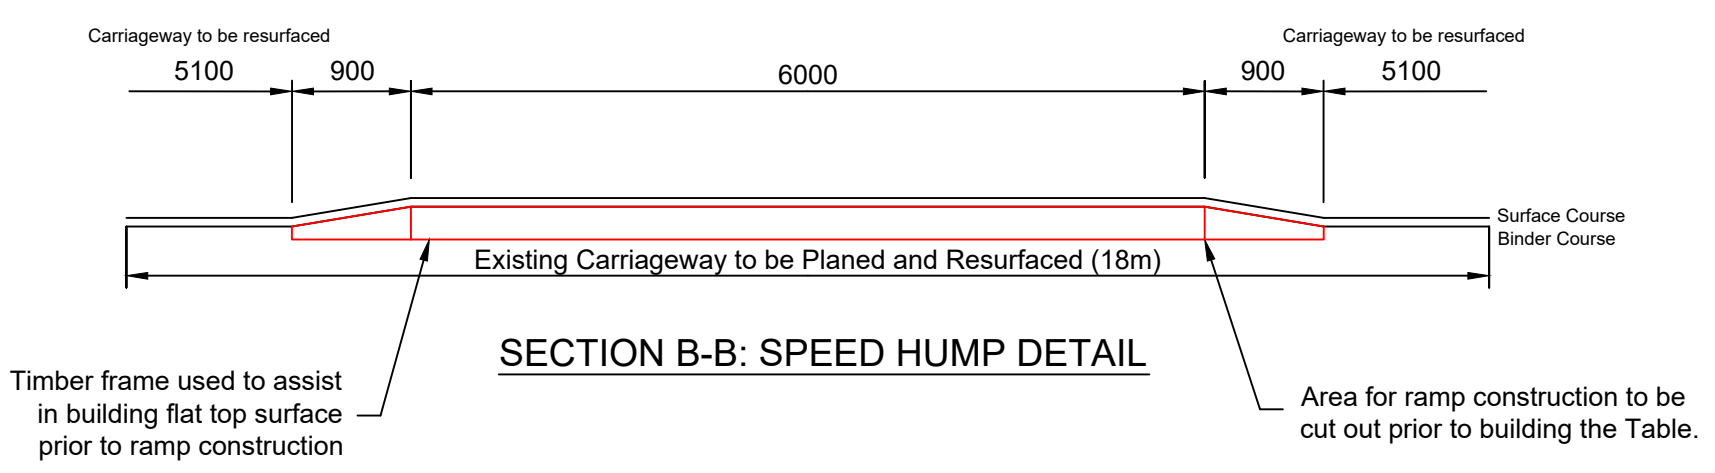 Carriageway to be resurfaced
Carriageway to be resurfaced
5100
900
6000
900
5100
Surface Course
Binder Course
Existing Carriageway to be Planed and Resurfaced (18m)
SECTION B-B: SPEED HUMP DETAIL
Timber frame used to assist
in building flat top surface
prior to ramp construction
Area for ramp construction to be
cut out prior to building the Table.